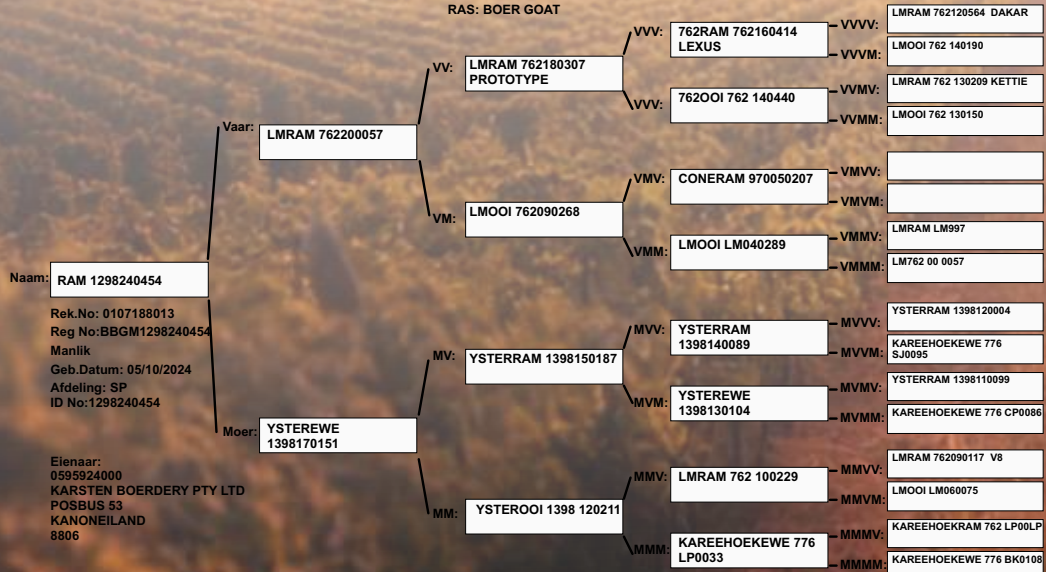 RAS: BOER GOAT
Naam:
RAM 1298240454
Rek.No: 0107188013
Reg No:BBGM1298240454
Manlik
Geb.Datum: 05/10/2024
Afdeling: SP
ID No:1298240454
Eienaar:
0595924000
KARSTEN BOERDERY PTY LTD
POSBUS 53
KANONEILAND
8806
Vaar:
LMRAM 762200057
Moer:
YSTEREWE
1398170151
VV:
LMRAM 762180307
PROTOTYPE
VM:
LMOOI 762090268
MV:
YSTERRAM 1398150187
MM:
YSTEROOI 1398 120211
VVV:
762RAM 762160414
LEXUS
VVV:
762OOI 762 140440
VMV:
CONERAM 970050207
VMM:
LMOOI LM040289
MVV:
YSTERRAM
1398140089
MVM:
YSTEREWE
1398130104
MMV:
LMRAM 762 100229
MMM:
KAREEHOEKEWE 776
LP0033
VVVV:
LMRAM 762120564 DAKAR
VVVM:
LMOOI 762 140190
VVMV:
LMRAM 762 130209 KETTIE
VVMM:
LMOOI 762 130150
VMVV:
VMVM:
VMMV:
LMRAM LM997
VMMM:
LM762 00 0057
MVVV:
YSTERRAM 1398120004
MVVM:
KAREEHOEKEWE 776
SJ0095
MVMV:
YSTERRAM 1398110099
MVMM:
KAREEHOEKEWE 776 CP0086
MMVV:
LMRAM 762090117 V8
MMVM:
LMOOI LM060075
MMMV:
KAREEHOEKRAM 762 LP00LP
MMMM:
KAREEHOEKEWE 776 BK0108